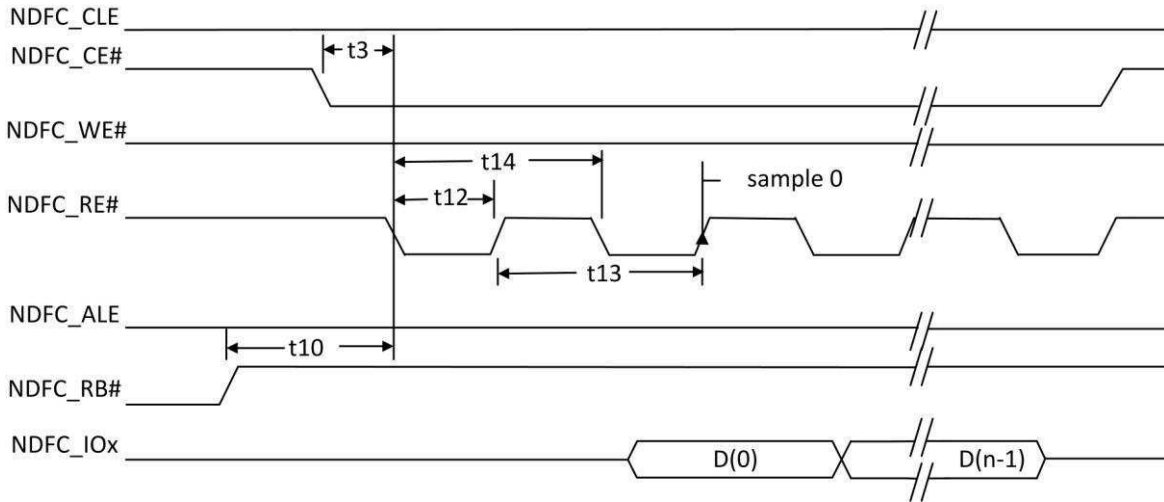 NDFC_CLE
t3
NDFC_CE#
NDFC_WE#
t14
sample 0
t12
NDFC_RE#
t13
NDFC_ALE
t10
NDFC_RB#
NDFC_IOx
D(0)
D(n-1)